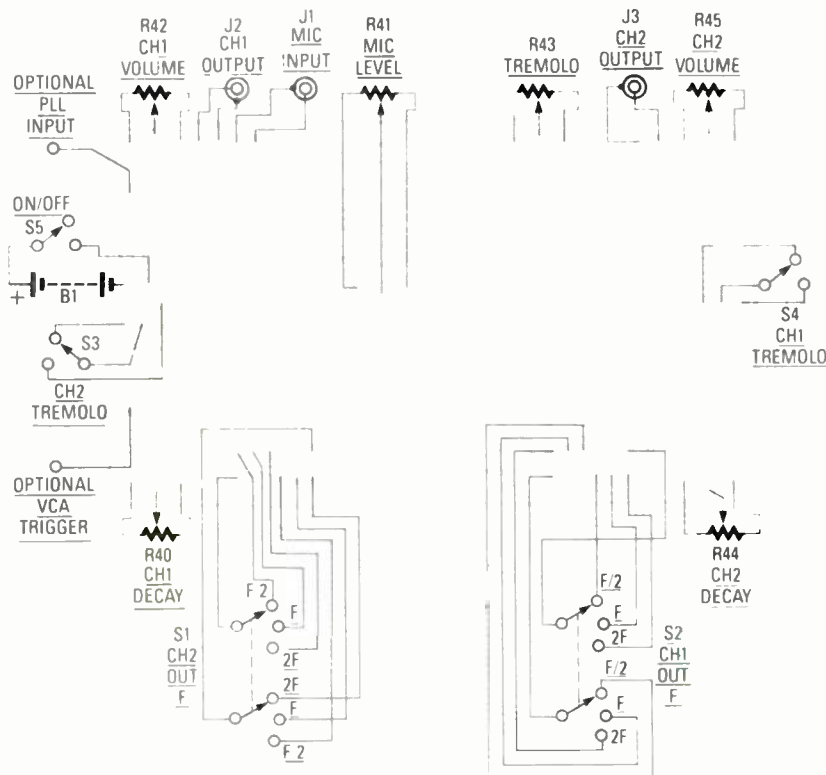 R42
CH1
VOLUME
J2
CH1
OUTPUT
J1
MIC
INPUT
R41
MIC
LEVEL
R43
TREMOLO
J3
CH2
OUTPUT
R45
CH2
VOLUME
OPTIONAL
PLL
INPUT
ON/OFF
S5
+
B1
S3
CH2
TREMOLO
S4
CH1
TREMOLO
OPTIONAL
VCA
TRIGGER
R40
CH1
DECAY
R44
CH2
DECAY
S1
CH2
OUT
F
F 2
F
2F
2F
F
F 2
F/2
F
2F
F/2
F
2F
S2
CH1
OUT
F